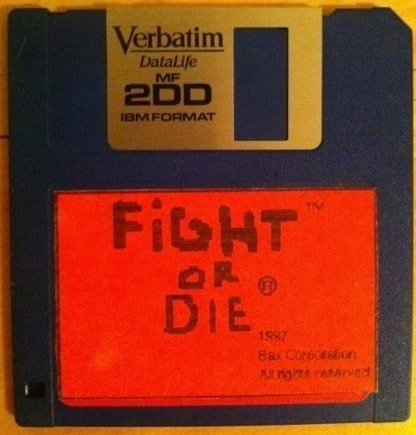 Verbatim
DataLife
MF
2DD
IBM FORMAT
FiGHT ™
OR ®
DIE
1997
Bax Corporation
All rights reserved